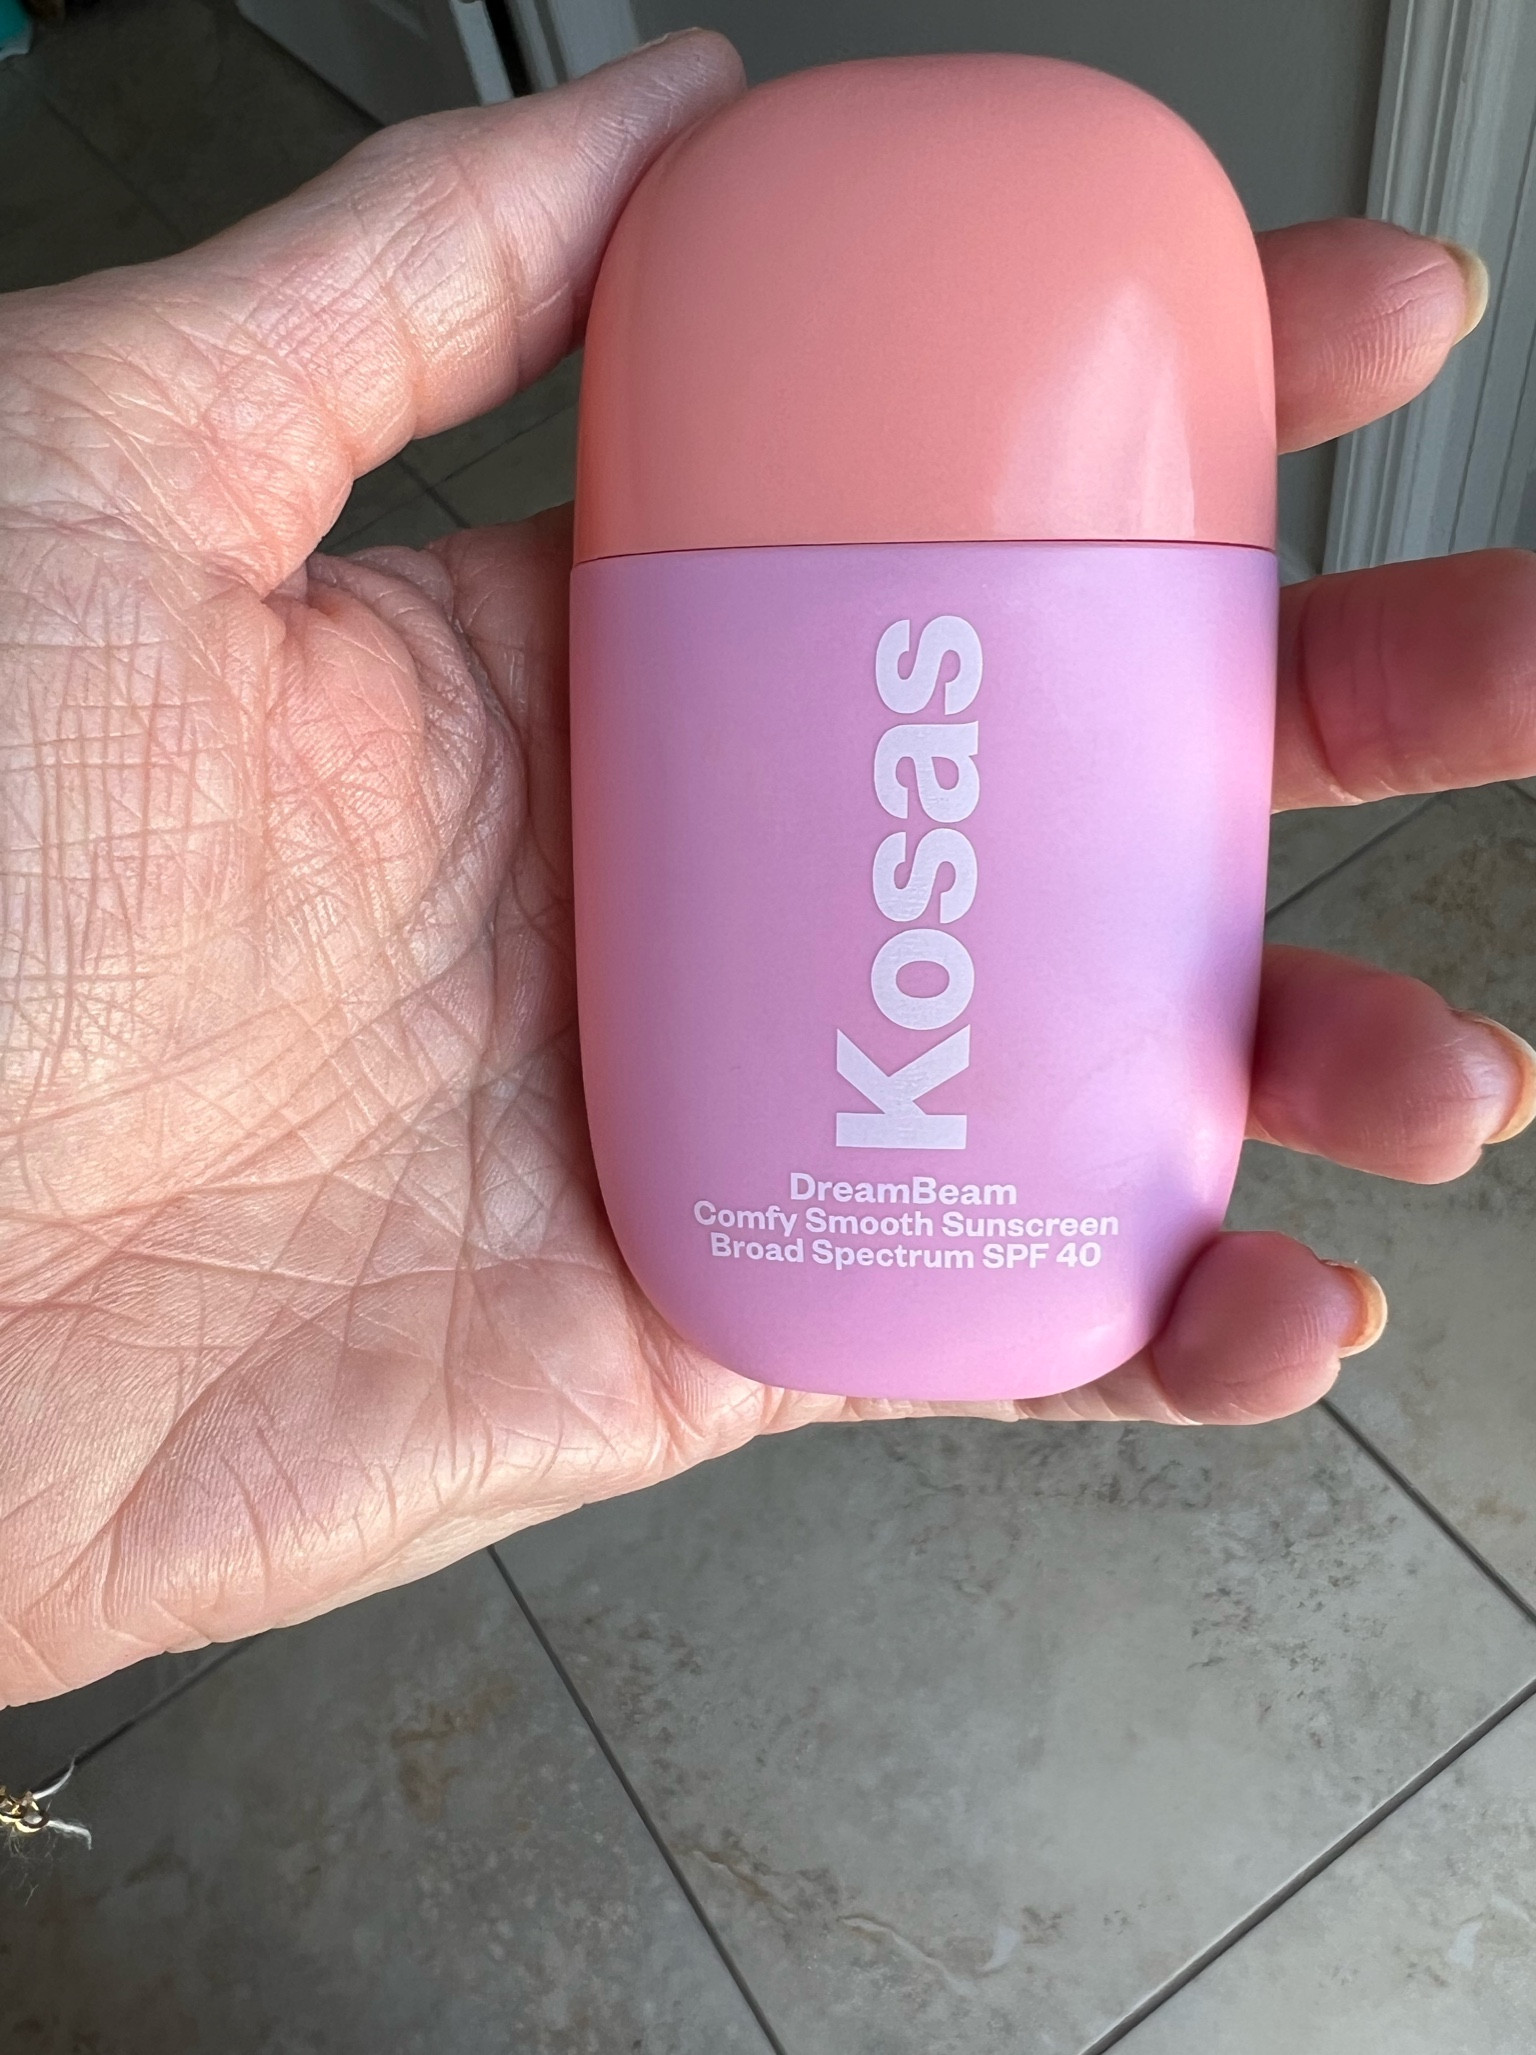 Kosas
DreamBeam
Comfy Smooth Sunscreen
Broad Spectrum SPF 40